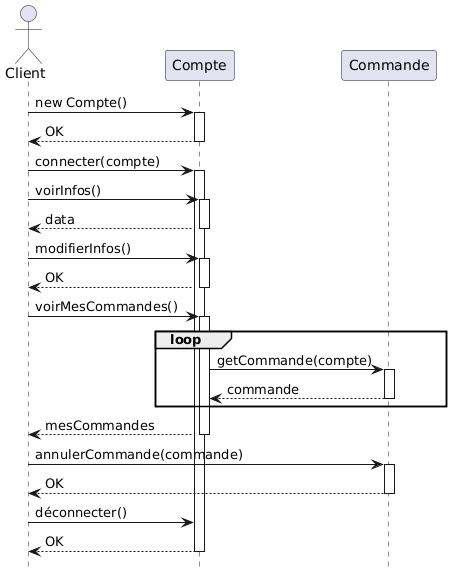 Client
Compte
Commande
new Compte()
OK
connecter(compte)
voirInfos()
data
modifierInfos()
OK
voirMesCommandes()
loop
getCommande(compte)
commande
mesCommandes
annulerCommande(commande)
OK
déconnecter()
OK